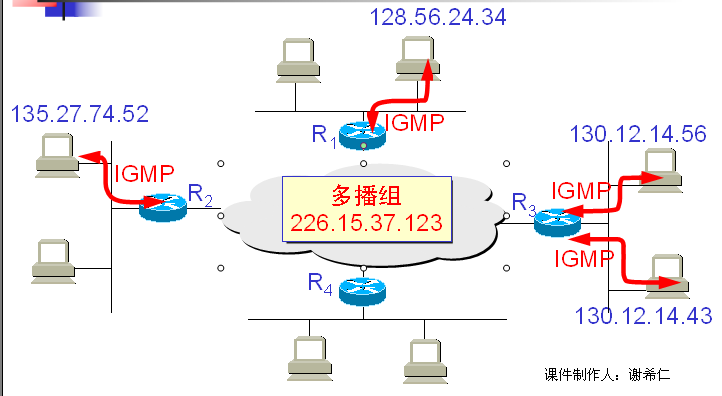 128.56.24.34
135.27.74.52
R1
IGMP
130.12.14.56
IGMP
R2
多播组
226.15.37.123
R3
IGMP
IGMP
R4
130.12.14.43
课件制作人：谢希仁